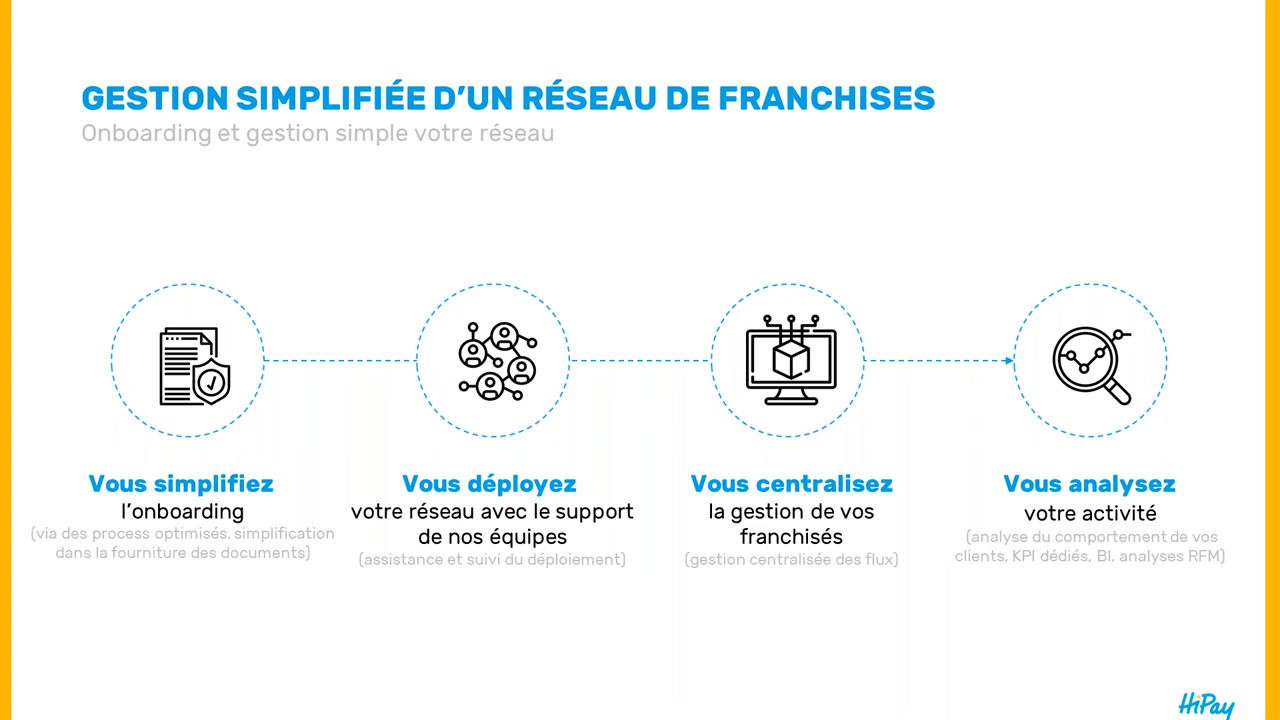 GESTION SIMPLIFIÉE D’UN RÉSEAU DE FRANCHISES
Onboarding et gestion simple votre réseau
Vous simplifiez
l’onboarding
(via des process optimisés, simplification
dans la fourniture des documents)
Vous déployez
votre réseau avec le support
de nos équipes
(assistance et suivi du déploiement)
Vous centralisez
la gestion de vos
franchisés
(gestion centralisée des flux)
Vous analysez
votre activité
(analyse du comportement de vos
clients, KPI dédiés, BI, analyses RFM)
HiPay